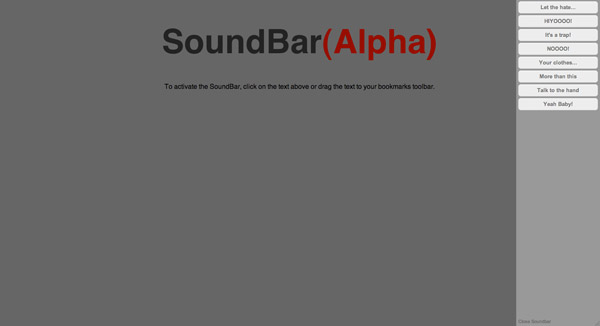 SoundBar(Alpha)
To activate the SoundBar, click on the text above or drag the text to your bookmarks toolbar.
Let the hate...
HIYOOOO!
It's a trap!
NOOOO!
Your clothes...
More than this
Talk to the hand
Yeah Baby!
Close Soundbar